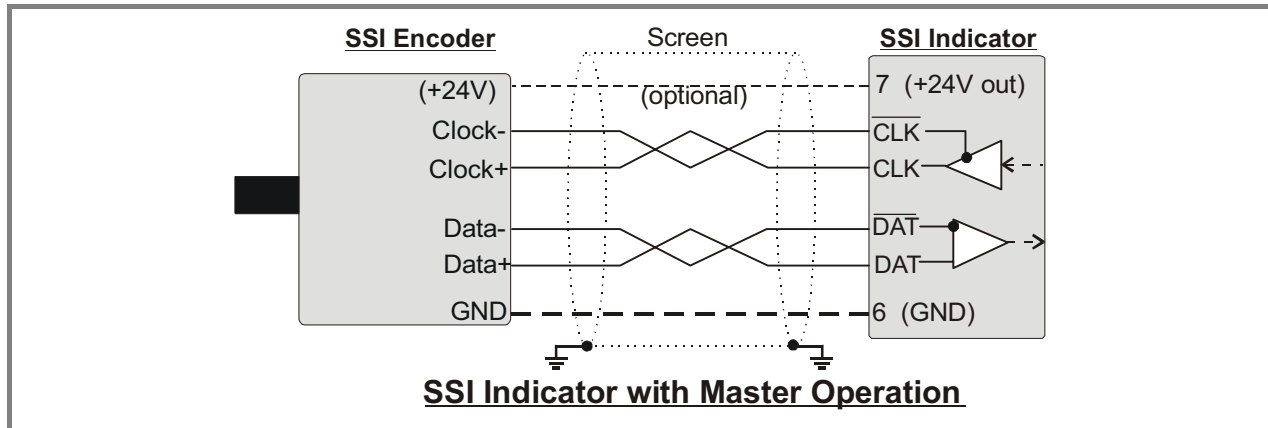 SSI Encoder
Screen
SSI Indicator
(+24V)
(optional)
7 (+24V out)
Clock-
CLK
Clock+
CLK
Data-
DAT
Data+
DAT
GND
6 (GND)
SSI Indicator with Master Operation